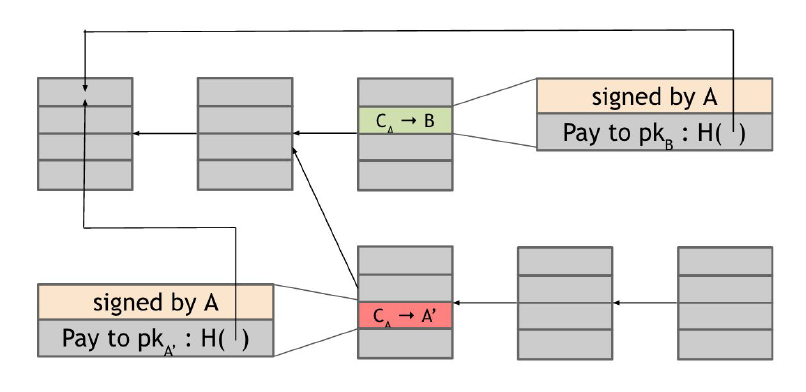 signed by A
C_A → B
Pay to pk_B : H( )
signed by A
C_A → A'
Pay to pk_A' : H( )